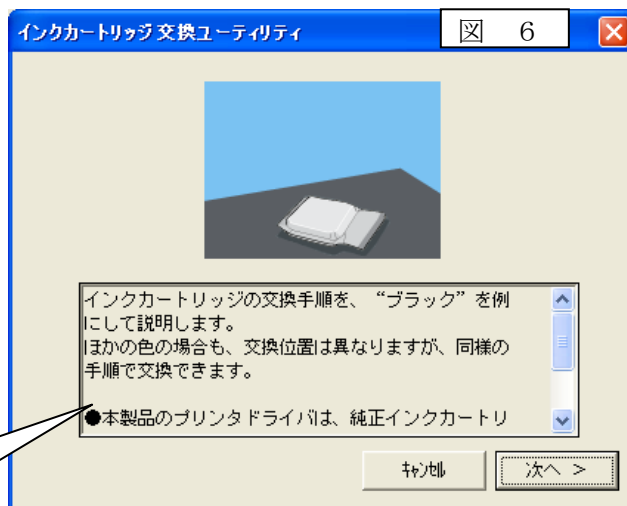 インクカートリッジ 交換ユーティリティ
図 6
インクカートリッジの交換手順を、“ブラック”を例
にして説明します。
ほかの色の場合も、交換位置は異なりますが、同様の
手順で交換できます。
●本製品のプリンタドライバは、純正インクカートリ
キャンセル
次へ >